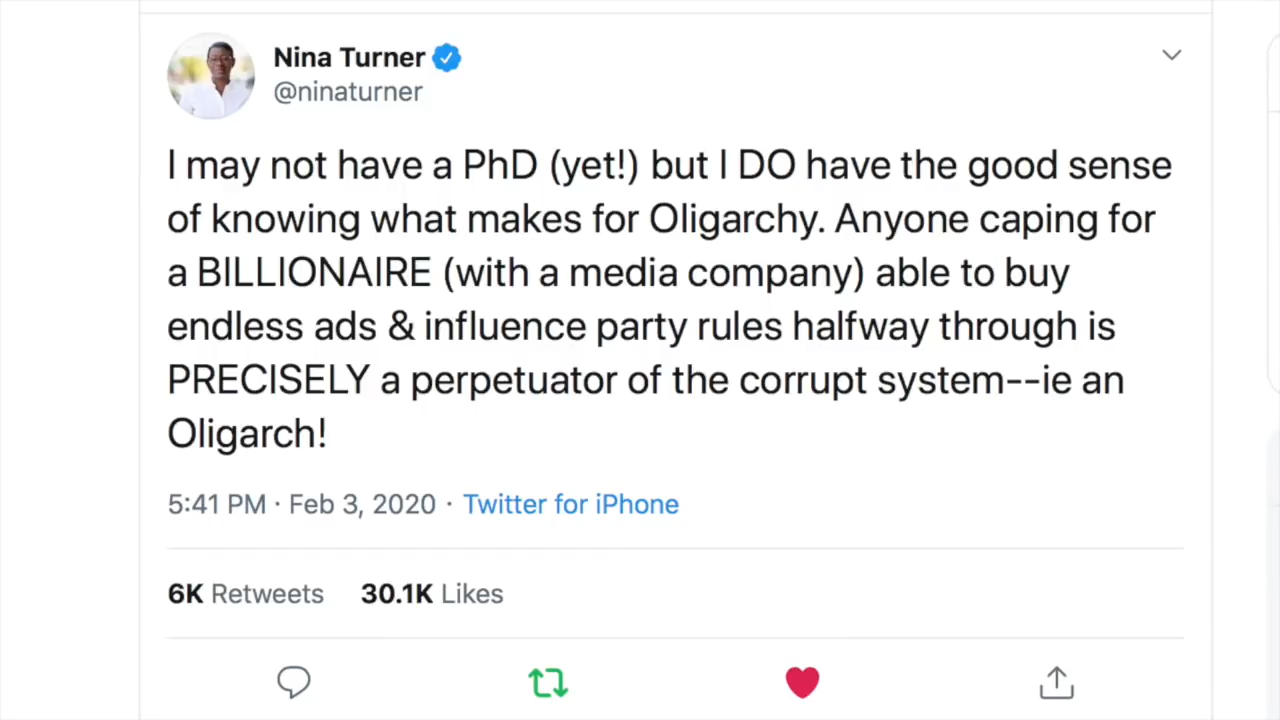 Nina Turner
@ninaturner
I may not have a PhD (yet!) but I DO have the good sense
of knowing what makes for Oligarchy. Anyone caping for
a BILLIONAIRE (with a media company) able to buy
endless ads & influence party rules halfway through is
PRECISELY a perpetuator of the corrupt system--ie an
Oligarch!
5:41 PM · Feb 3, 2020 · Twitter for iPhone
6K Retweets 30.1K Likes